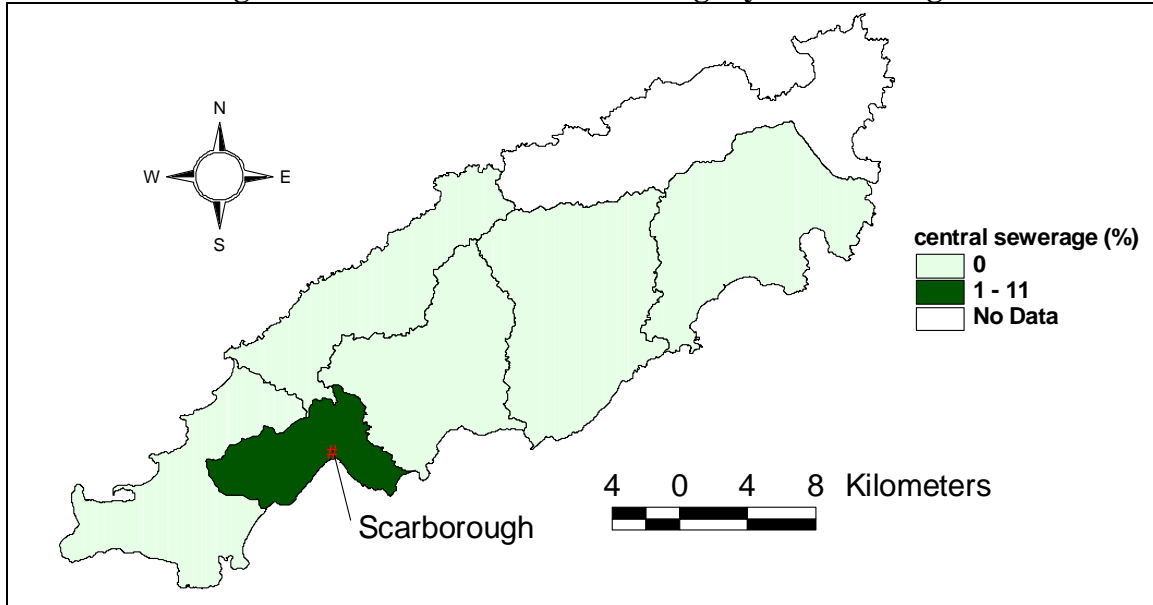 N
W E
S
central sewerage (%)
0
1 - 11
No Data
#
4 0 4 8 Kilometers
Scarborough